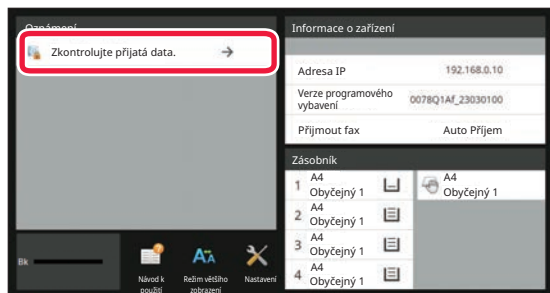 Oznámení
Zkontrolujte přijatá data.
Bk
Návod k
použití
Režim většího
zobrazení
Nastavení
Informace o zařízení
Adresa IP 192.168.0.10
Verze programového
vybavení 0078Q1Af_23030100
Přijmout fax Auto Příjem
Zásobník
1 A4
Obyčejný 1
2 A4
Obyčejný 1
3 A4
Obyčejný 1
4 A4
Obyčejný 1
A4
Obyčejný 1